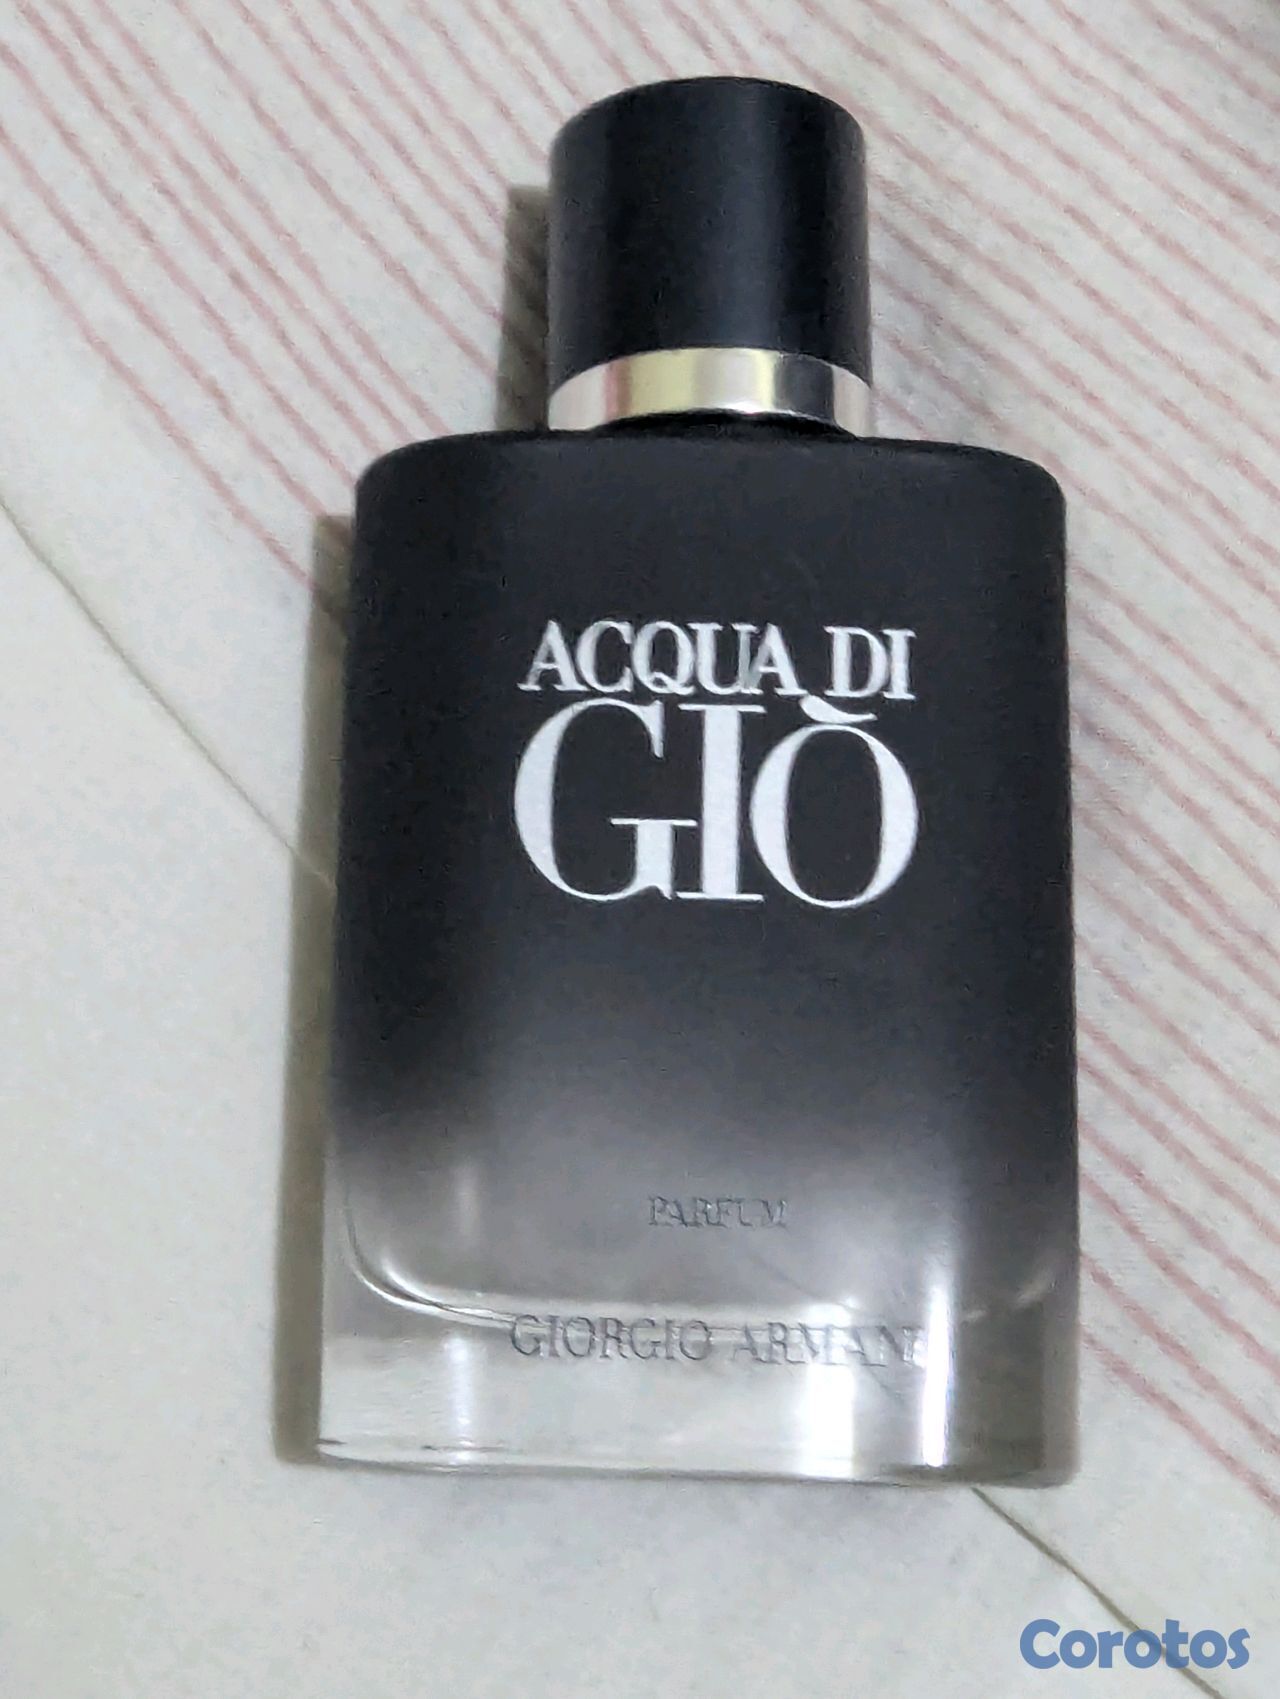 ACQUA DI
GIÒ
PARFUM
GIORGIO ARMANI
Corotos